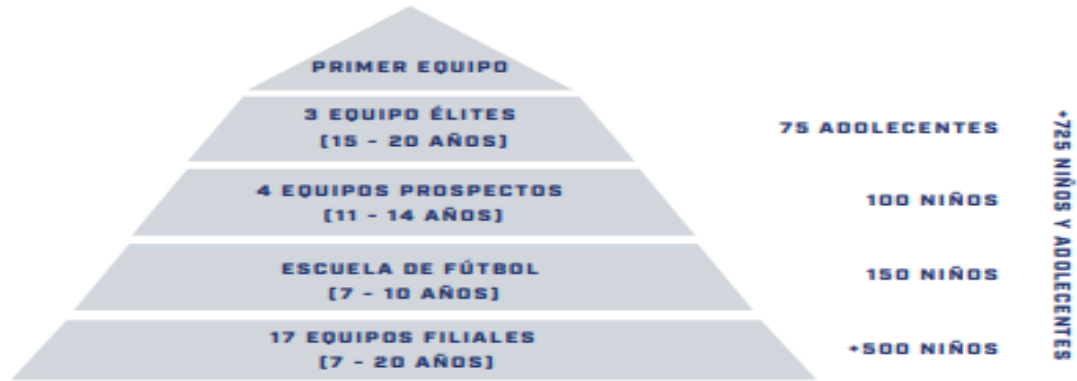 PRIMER EQUIPO
3 EQUIPO ÉLITES
[15 - 20 AÑOS]
75 ADOLECENTES
4 EQUIPOS PROSPECTOS
[11 - 14 AÑOS]
100 NIÑOS
ESCUELA DE FÚTBOL
[7 - 10 AÑOS]
150 NIÑOS
17 EQUIPOS FILIALES
[7 - 20 AÑOS]
+500 NIÑOS
+725 NIÑOS Y ADOLECENTES